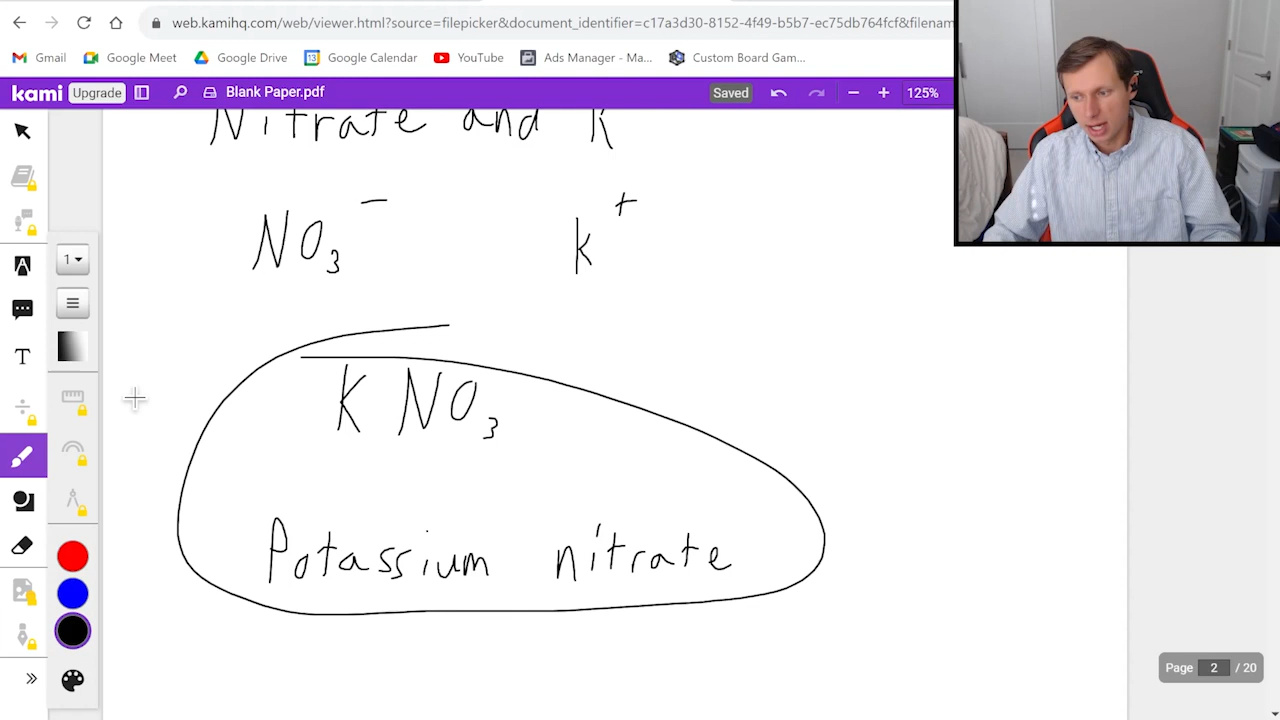 web.kamihq.com/web/viewer.html?source=filepicker&document_identifier=c17a3d30-8152-4f49-b5b7-ec75db764fcf&filenam
Gmail Google Meet 13 Google Calendar Google Drive YouTube Ads Manager - Ma... Custom Board Gam...
kami Upgrade Blank Paper.pdf Saved 125%
Nitrate and K
NO₃⁻ K⁺
1
KNO₃
T
Potassium nitrate
Page 2 / 20